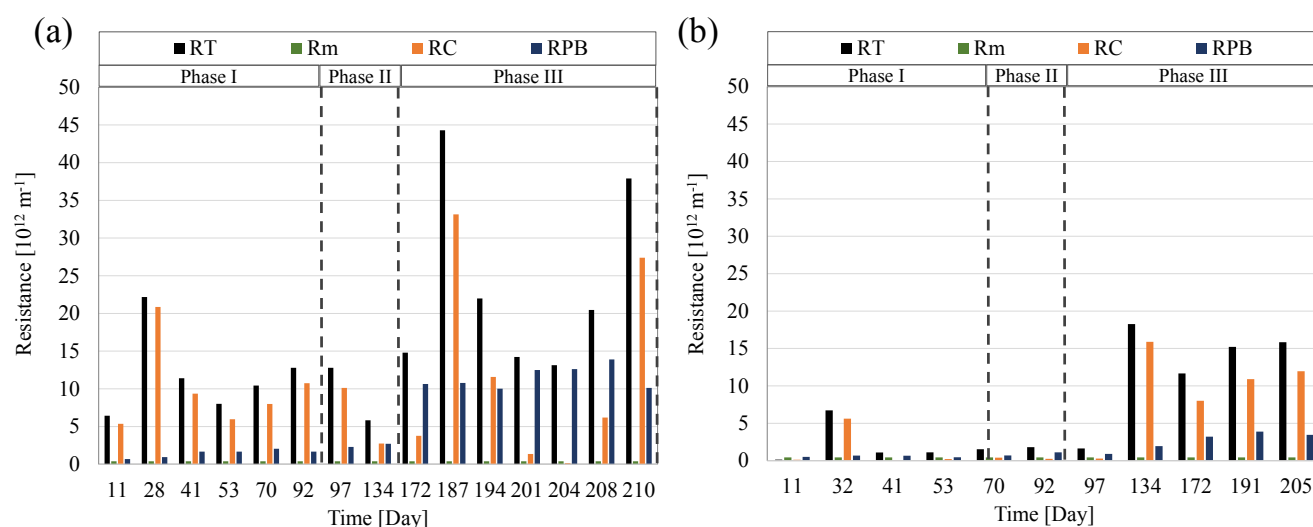 (a)
RT Rm RC RPB
Phase I Phase II Phase III
50
45
40
35
30
25
20
15
10
5
0
Resistance [10¹² m⁻¹]
11 28 41 53 70 92 97 134 172 187 194 201 204 208 210
Time [Day]
(b)
RT Rm RC RPB
Phase I Phase II Phase III
50
45
40
35
30
25
20
15
10
5
0
Resistance [10¹² m⁻¹]
11 32 41 53 70 92 97 134 172 191 205
Time [Day]